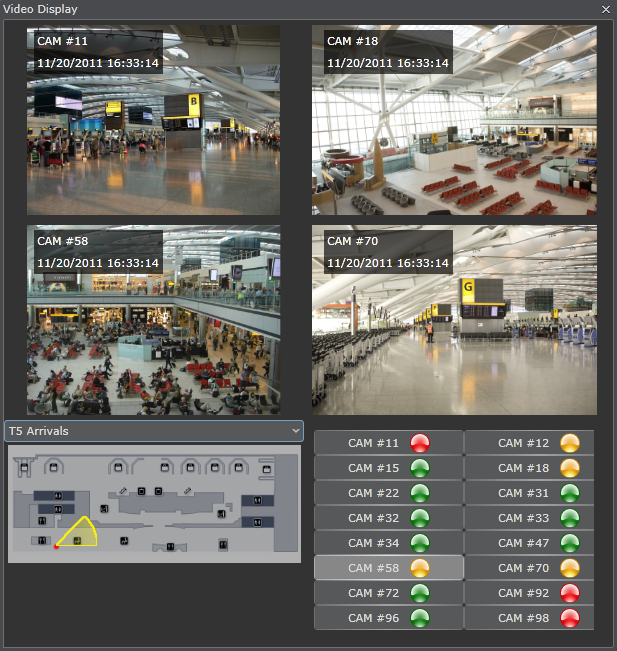 Video Display
CAM #11
11/20/2011 16:33:14
B
CAM #18
11/20/2011 16:33:14
CAM #58
11/20/2011 16:33:14
CAM #70
11/20/2011 16:33:14
G
T5 Arrivals
CAM #11
CAM #12
CAM #15
CAM #18
CAM #22
CAM #31
CAM #32
CAM #33
CAM #34
CAM #47
CAM #58
CAM #70
CAM #72
CAM #92
CAM #96
CAM #98